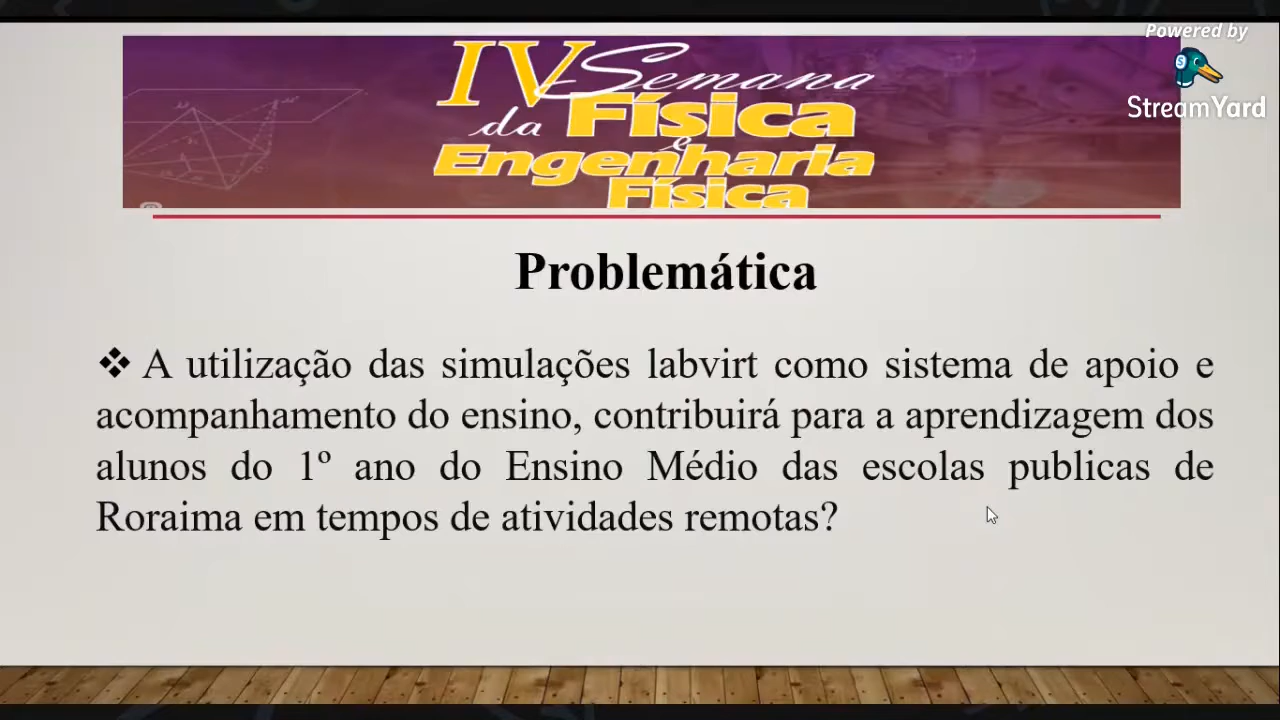 Powered by
StreamYard
IV Semana
da Física
e
Engenharia
Física
Problemática
❖ A utilização das simulações labvirt como sistema de apoio e
acompanhamento do ensino, contribuirá para a aprendizagem dos
alunos do 1º ano do Ensino Médio das escolas publicas de
Roraima em tempos de atividades remotas?